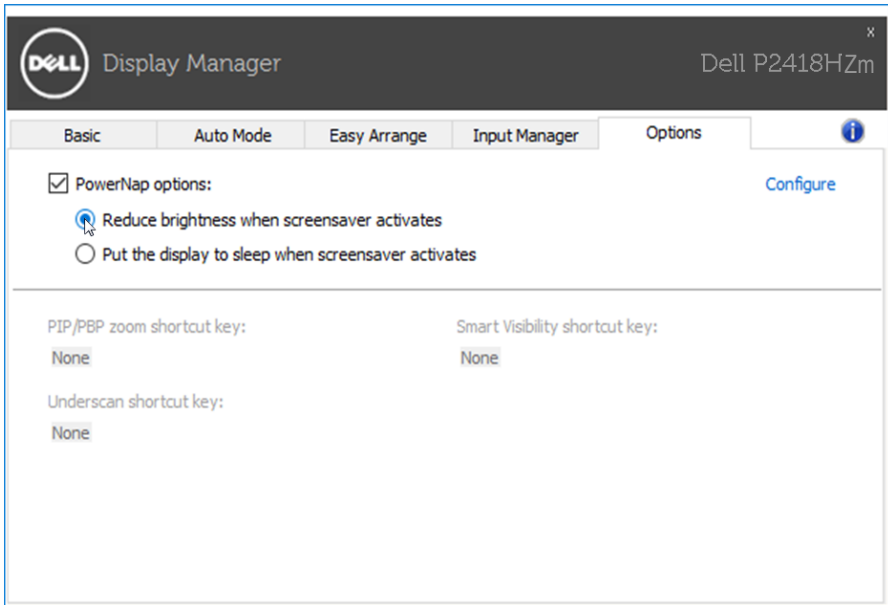 x
DELL Display Manager Dell P2418HZm
Basic Auto Mode Easy Arrange Input Manager Options i
PowerNap options: Configure
Reduce brightness when screensaver activates
Put the display to sleep when screensaver activates
PIP/PBP zoom shortcut key: Smart Visibility shortcut key:
None None
Underscan shortcut key:
None